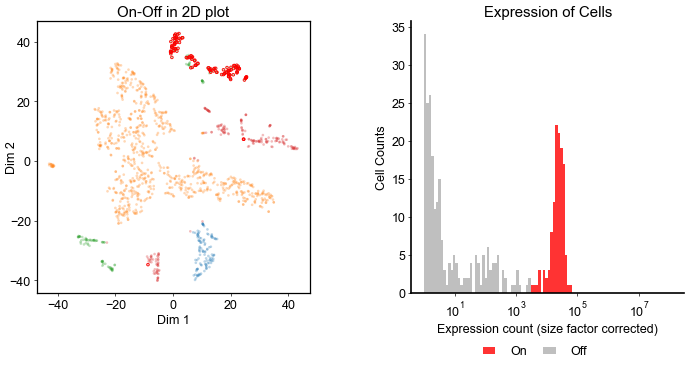 On-Off in 2D plot
40
20
0
−20
−40
Dim 2
−40 −20 0 20 40
Dim 1
Expression of Cells
35
30
25
20
15
10
5
0
Cell Counts
10^1 10^3 10^5 10^7
Expression count (size factor corrected)
On Off